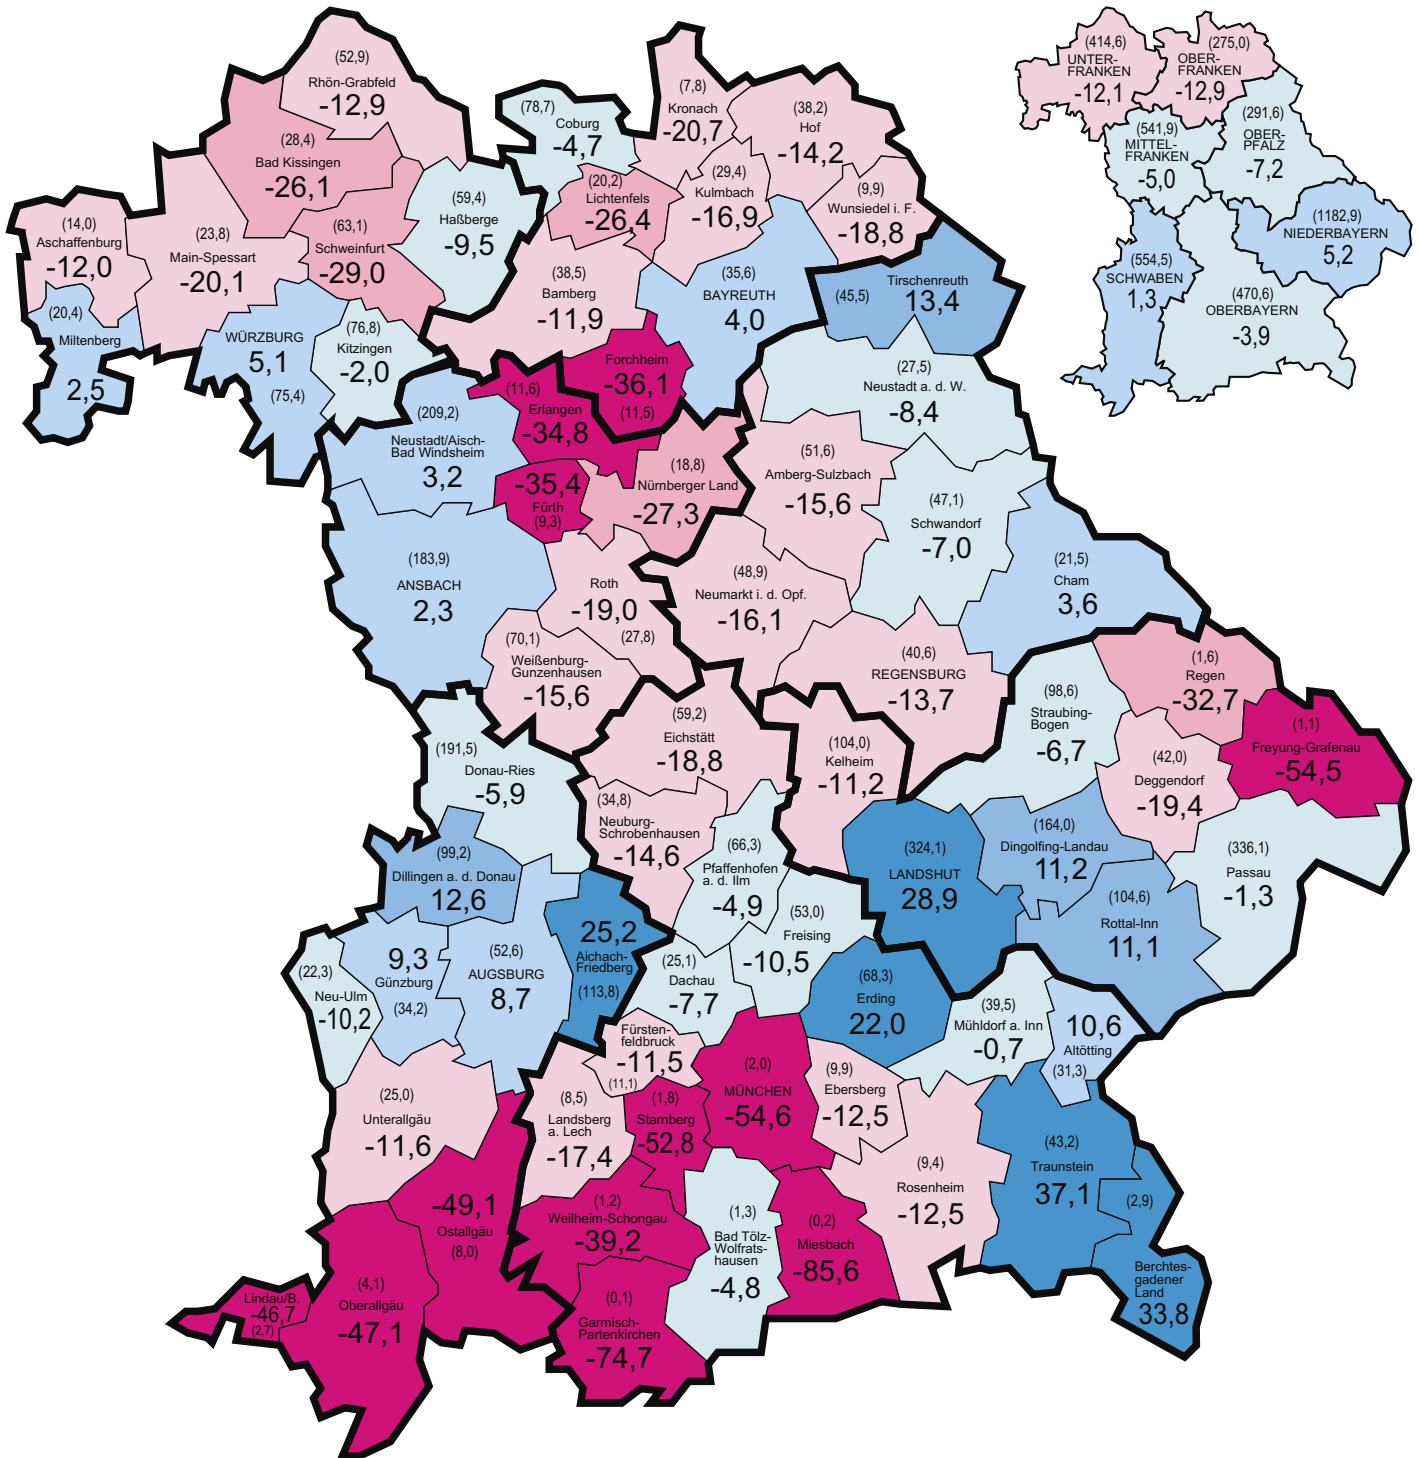 (52,9)
Rhön-Grabfeld
-12,9
(28,4)
Bad Kissingen
-26,1
(14,0)
Aschaffenburg
-12,0
(23,8)
Main-Spessart
-20,1
(63,1)
Schweinfurt
-29,0
(59,4)
Haßberge
-9,5
(20,4)
Miltenberg
2,5
WÜRZBURG
5,1
(75,4)
(76,8)
Kitzingen
-2,0
(78,7)
Coburg
-4,7
(7,8)
Kronach
-20,7
(38,2)
Hof
-14,2
(20,2)
Lichtenfels
-26,4
(29,4)
Kulmbach
-16,9
(9,9)
Wunsiedel i. F.
-18,8
(38,5)
Bamberg
-11,9
(35,6)
BAYREUTH
4,0
Forchheim
-36,1
(11,5)
(45,5)
Tirschenreuth
13,4
(27,5)
Neustadt a. d. W.
-8,4
(209,2)
Neustadt/Aisch-
Bad Windsheim
3,2
(11,6)
Erlangen
-34,8
-35,4
Fürth
(9,3)
(18,8)
Nürnberger Land
-27,3
(51,6)
Amberg-Sulzbach
-15,6
(47,1)
Schwandorf
-7,0
(183,9)
ANSBACH
2,3
Roth
-19,0
(27,8)
(48,9)
Neumarkt i. d. Opf.
-16,1
(21,5)
Cham
3,6
(70,1)
Weißenburg-
Gunzenhausen
-15,6
(40,6)
REGENSBURG
-13,7
(1,6)
Regen
-32,7
(98,6)
Straubing-
Bogen
-6,7
(1,1)
Freyung-Grafenau
-54,5
(59,2)
Eichstätt
-18,8
(104,0)
Kelheim
-11,2
(42,0)
Deggendorf
-19,4
(191,5)
Donau-Ries
-5,9
(34,8)
Neuburg-
Schrobenhausen
-14,6
(66,3)
Pfaffenhofen
a. d. Ilm
-4,9
(324,1)
LANDSHUT
28,9
(164,0)
Dingolfing-Landau
11,2
(336,1)
Passau
-1,3
(99,2)
Dillingen a. d. Donau
12,6
(104,6)
Rottal-Inn
11,1
(22,3)
Neu-Ulm
-10,2
9,3
Günzburg
(34,2)
(52,6)
AUGSBURG
8,7
25,2
Aichach-
Friedberg
(113,8)
(25,1)
Dachau
-7,7
(53,0)
Freising
-10,5
(68,3)
Erding
22,0
(39,5)
Mühldorf a. Inn
-0,7
10,6
Altötting
(31,3)
(25,0)
Unterallgäu
-11,6
(8,5)
Landsberg
a. Lech
-17,4
Fürsten-
feldbruck
-11,5
(11,1)
(1,8)
Starnberg
-52,8
(2,0)
MÜNCHEN
-54,6
(9,9)
Ebersberg
-12,5
(9,4)
Rosenheim
-12,5
(43,2)
Traunstein
37,1
(2,9)
Berchtes-
gadener
Land
33,8
-49,1
Ostallgäu
(8,0)
(1,2)
Weilheim-Schongau
-39,2
(1,3)
Bad Tölz-
Wolfrats-
hausen
-4,8
(0,2)
Miesbach
-85,6
Lindau/B.
-46,7
(2,7)
(4,1)
Oberallgäu
-47,1
(0,1)
Garmisch-
Partenkirchen
-74,7
(414,6)
UNTER-
FRANKEN
-12,1
(275,0)
OBER-
FRANKEN
-12,9
(541,9)
MITTEL-
FRANKEN
-5,0
(291,6)
OBER-
PFALZ
-7,2
(1182,9)
NIEDERBAYERN
5,2
(554,5)
SCHWABEN
1,3
(470,6)
OBERBAYERN
-3,9